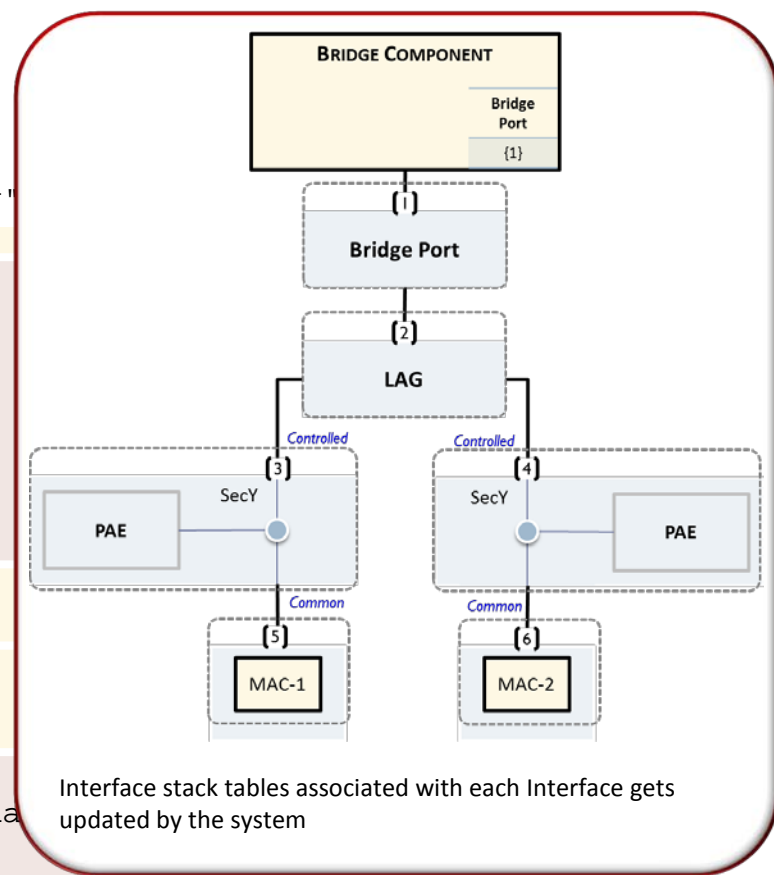 BRIDGE COMPONENT
Bridge
Port
{1}
"
(1)
Bridge Port
(2)
LAG
Controlled
Controlled
(3)
(4)
SecY
SecY
PAE
PAE
Common
Common
(5)
(6)
MAC-1
MAC-2
Interface stack tables associated with each Interface gets
updated by the system